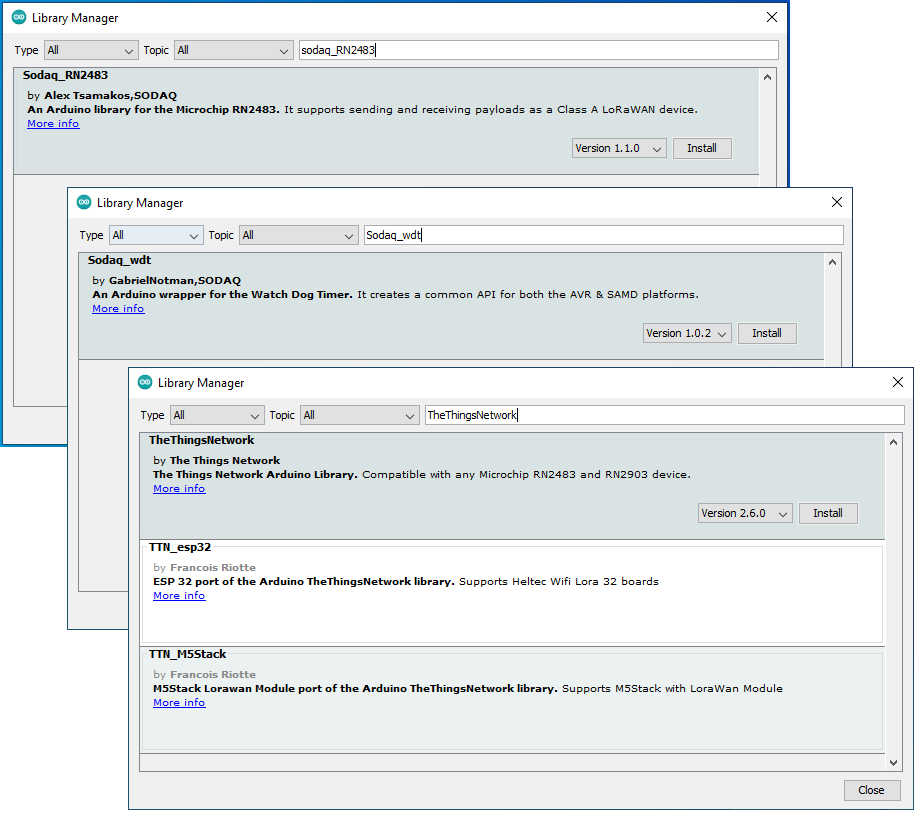 Library Manager
Type All Topic All sodaq_RN2483
Sodaq_RN2483
by Alex Tsamakos,SODAQ
An Arduino library for the Microchip RN2483. It supports sending and receiving payloads as a Class A LoRaWAN device.
More info
Version 1.1.0 Install
Library Manager
Type All Topic All Sodaq_wdt
Sodaq_wdt
by GabrielNotman,SODAQ
An Arduino wrapper for the Watch Dog Timer. It creates a common API for both the AVR & SAMD platforms.
More info
Version 1.0.2 Install
Library Manager
Type All Topic All TheThingsNetwork
TheThingsNetwork
by The Things Network
The Things Network Arduino Library. Compatible with any Microchip RN2483 and RN2903 device.
More info
Version 2.6.0 Install
TTN_esp32
by Francois Riotte
ESP 32 port of the Arduino TheThingsNetwork library. Supports Heltec Wifi Lora 32 boards
More info
TTN_M5Stack
by Francois Riotte
M5Stack Lorawan Module port of the Arduino TheThingsNetwork library. Supports M5Stack with LoraWan Module
More info
Close